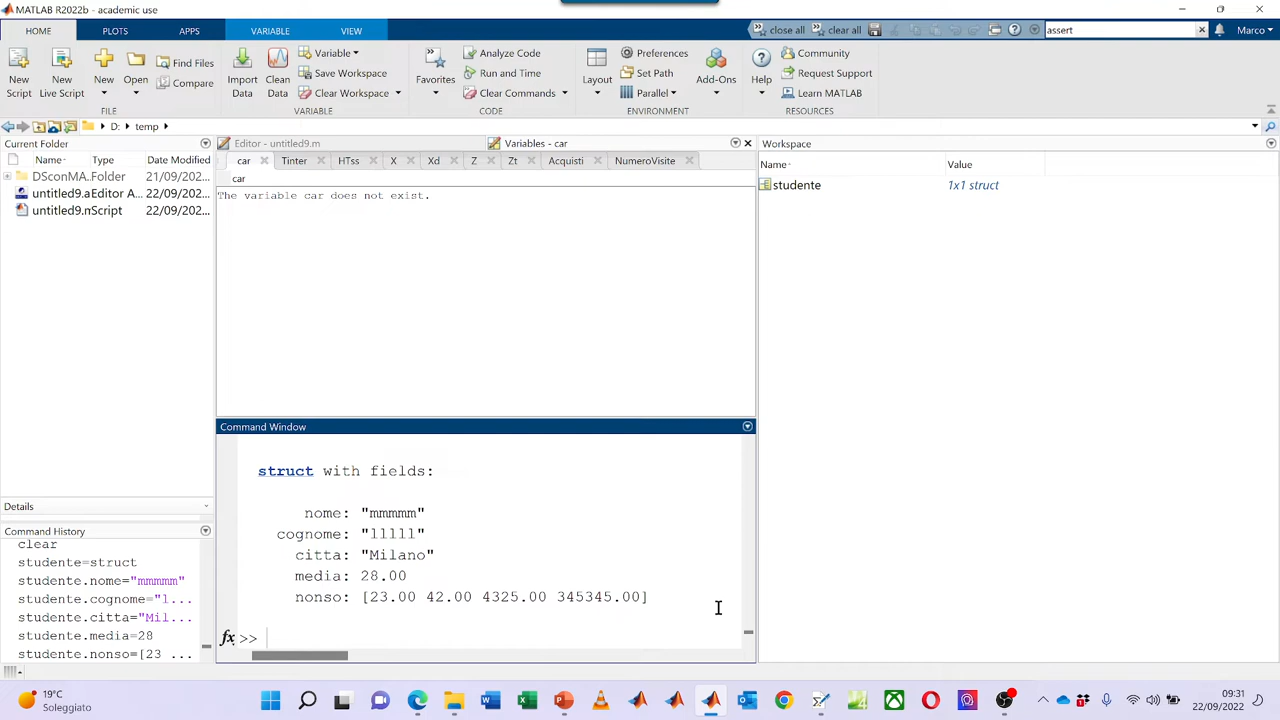 MATLAB R2022b - academic use
HOME PLOTS APPS VARIABLE VIEW close all clear all assert Marco
New Script
New Live Script
New
Open
Find Files
Compare
FILE
Import Data
Clean Data
Variable
Save Workspace
Clear Workspace
VARIABLE
Favorites
Analyze Code
Run and Time
Clear Commands
CODE
Layout
Preferences
Set Path
Parallel
ENVIRONMENT
Add-Ons
Help
Community
Request Support
Learn MATLAB
RESOURCES
D: temp
Current Folder
Name Type Date Modified
DSconMA... Folder 21/09/202...
untitled9.a Editor A... 22/09/202...
untitled9.m Script 22/09/202...
Details
Command History
clear
studente=struct
studente.nome="mmmmm"
studente.cognome="l...
studente.citta="Mil...
studente.media=28
studente.nonso=[23 ...
Editor - untitled9.m
Variables - car
car Tinter HTss X Xd Z Zt Acquisti NumeroVisite
car
The variable car does not exist.
Command Window
struct with fields:
nome: "mmmmm"
cognome: "lllll"
citta: "Milano"
media: 28.00
nonso: [23.00 42.00 4325.00 345345.00]
fx >>
Workspace
Name Value
studente 1x1 struct
19°C
Soleggiato
09:31
22/09/2022